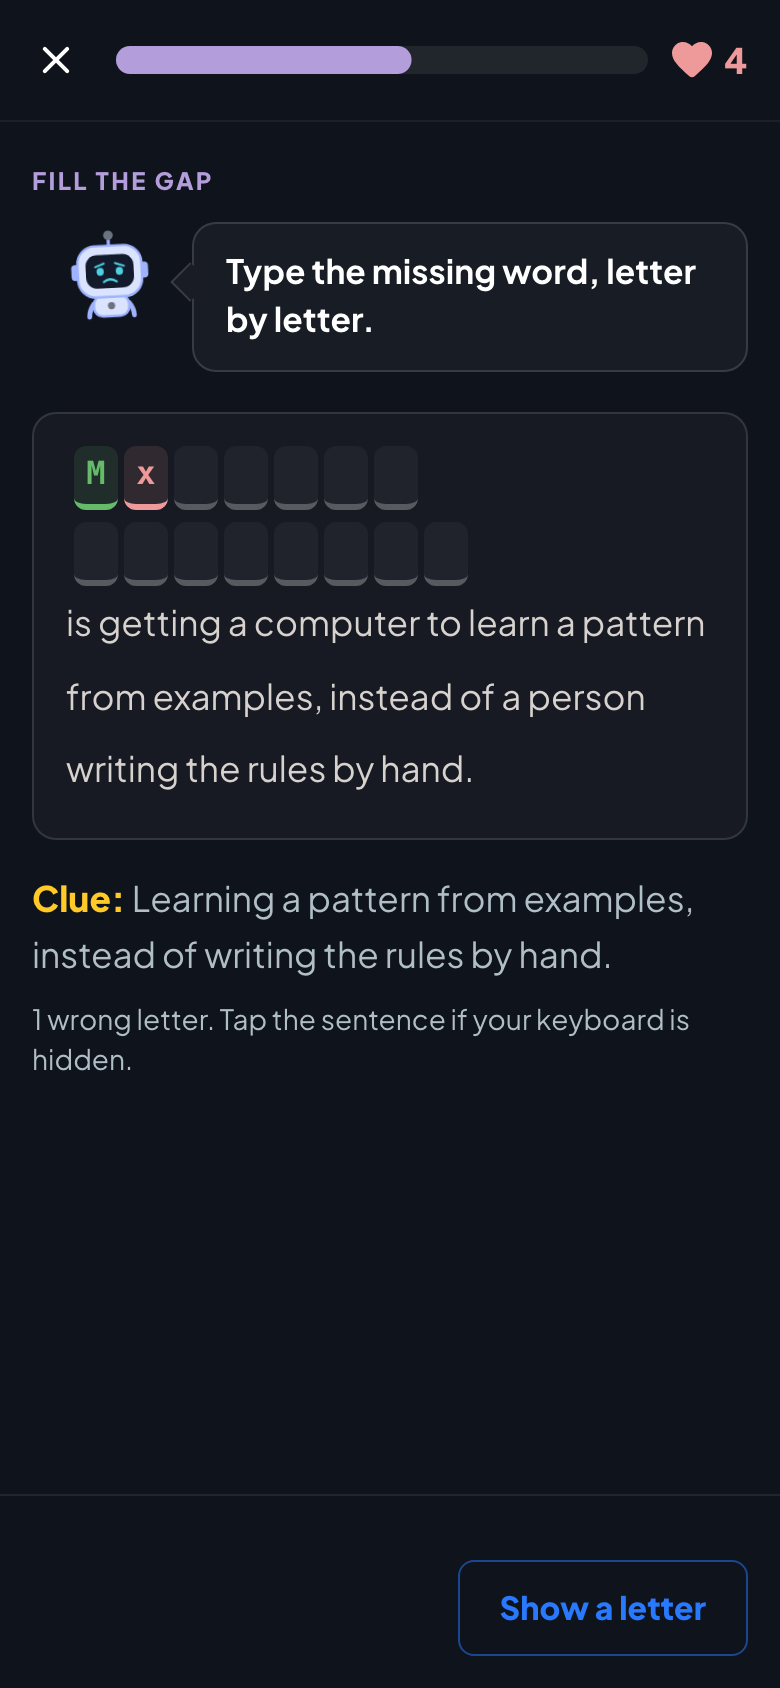 4
FILL THE GAP
Type the missing word, letter
by letter.
M x
is getting a computer to learn a pattern
from examples, instead of a person
writing the rules by hand.
Clue: Learning a pattern from examples,
instead of writing the rules by hand.
1 wrong letter. Tap the sentence if your keyboard is
hidden.
Show a letter